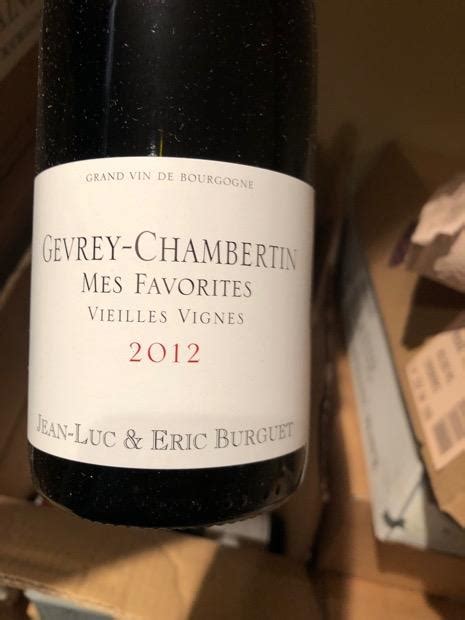 GRAND VIN DE BOURGOGNE
GEVREY-CHAMBERTIN
MES FAVORITES
VIEILLES VIGNES
2012
JEAN-LUC & ERIC BURGUET